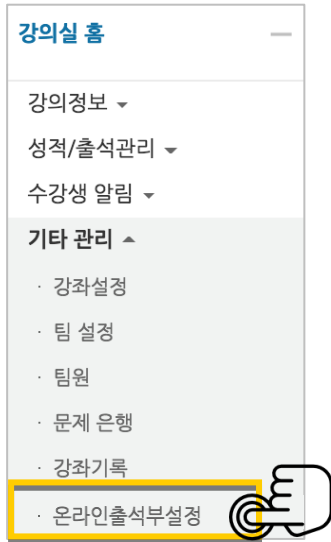 강의실 홈
강의정보
성적/출석관리
수강생 알림
기타 관리
· 강좌설정
· 팀 설정
· 팀원
· 문제 은행
· 강좌기록
· 온라인출석부설정